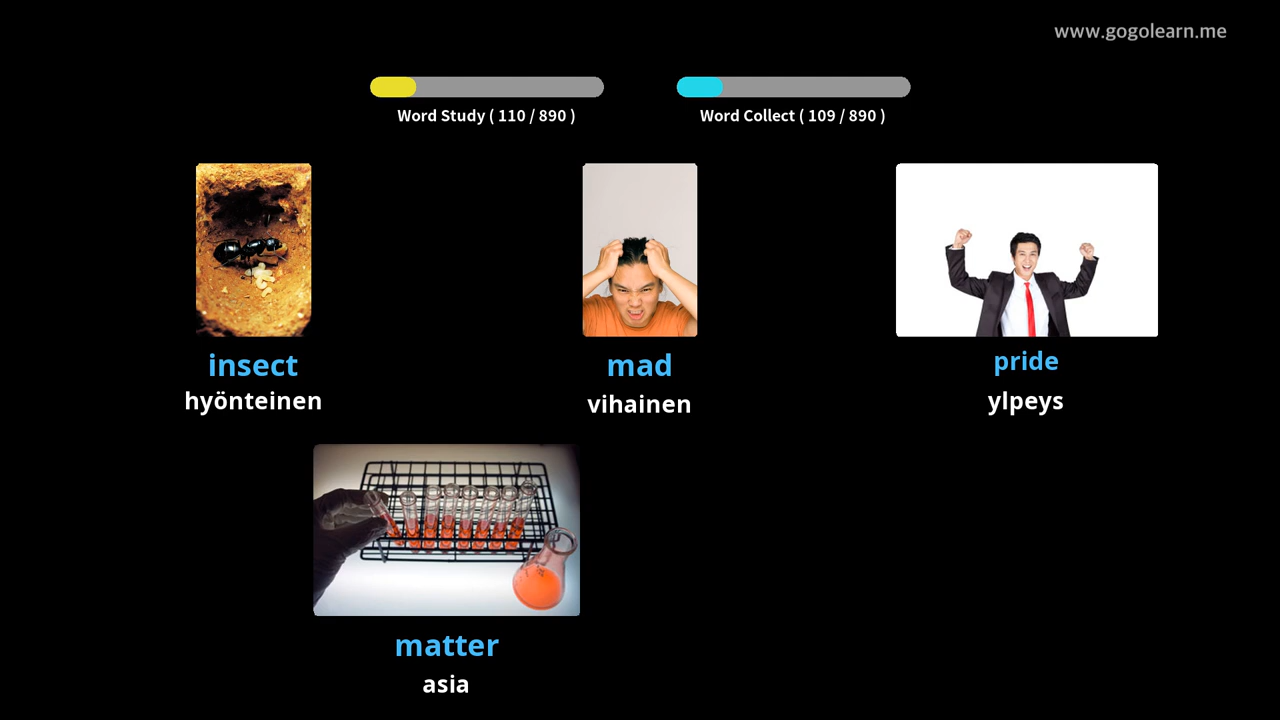 www.gogolearn.me
Word Study ( 110 / 890 )
Word Collect ( 109 / 890 )
insect
hyönteinen
mad
vihainen
pride
ylpeys
matter
asia